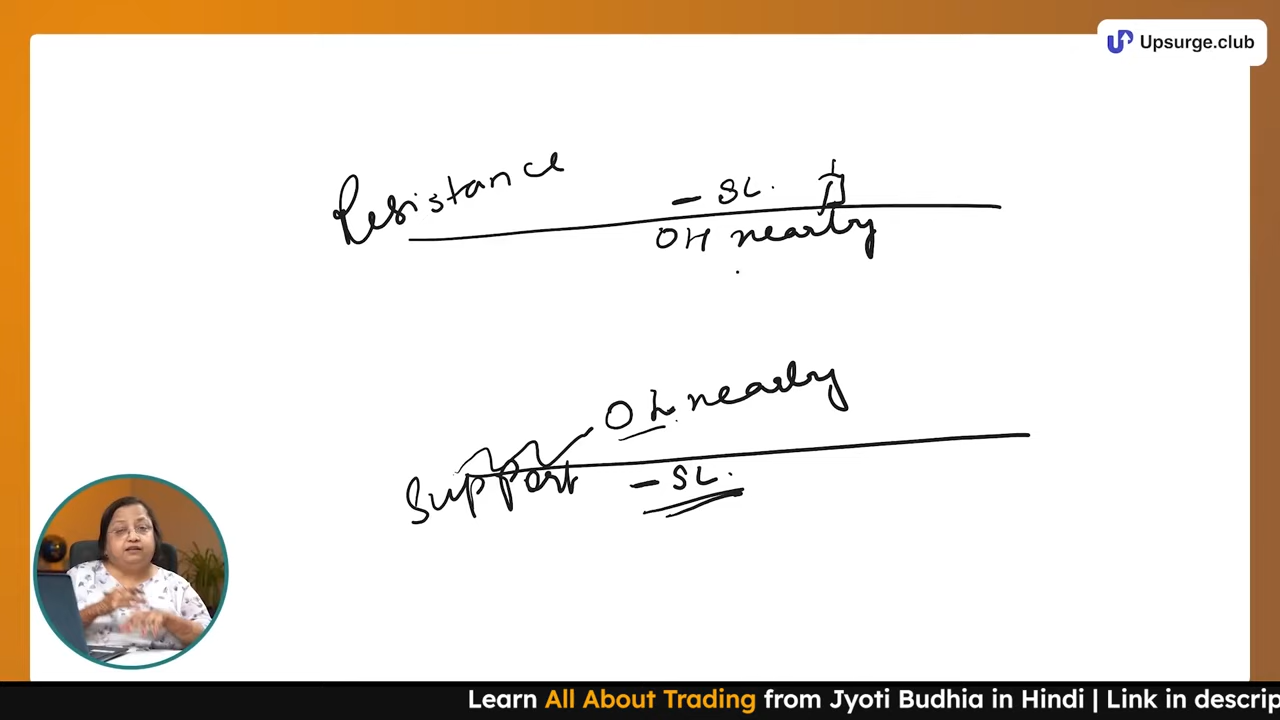 Upsurge.club
Resistance
- SL.
OH nearby
OL nearby
Support
- SL.
Learn All About Trading from Jyoti Budhia in Hindi | Link in descrip